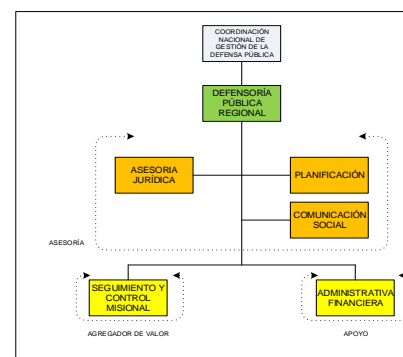 COORDINACIÓN
NACIONAL DE
GESTIÓN DE LA
DEFENSA PÚBLICA
DEFENSORÍA
PÚBLICA
REGIONAL
ASESORIA
JURÍDICA
PLANIFICACIÓN
COMUNICACIÓN
SOCIAL
ASESORÍA
SEGUIMIENTO Y
CONTROL
MISIONAL
ADMINISTRATIVA
FINANCIERA
AGREGADOR DE VALOR
APOYO